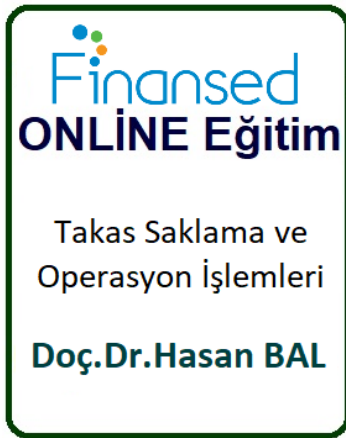 Finansed
ONLİNE Eğitim
Takas Saklama ve
Operasyon İşlemleri
Doç.Dr.Hasan BAL